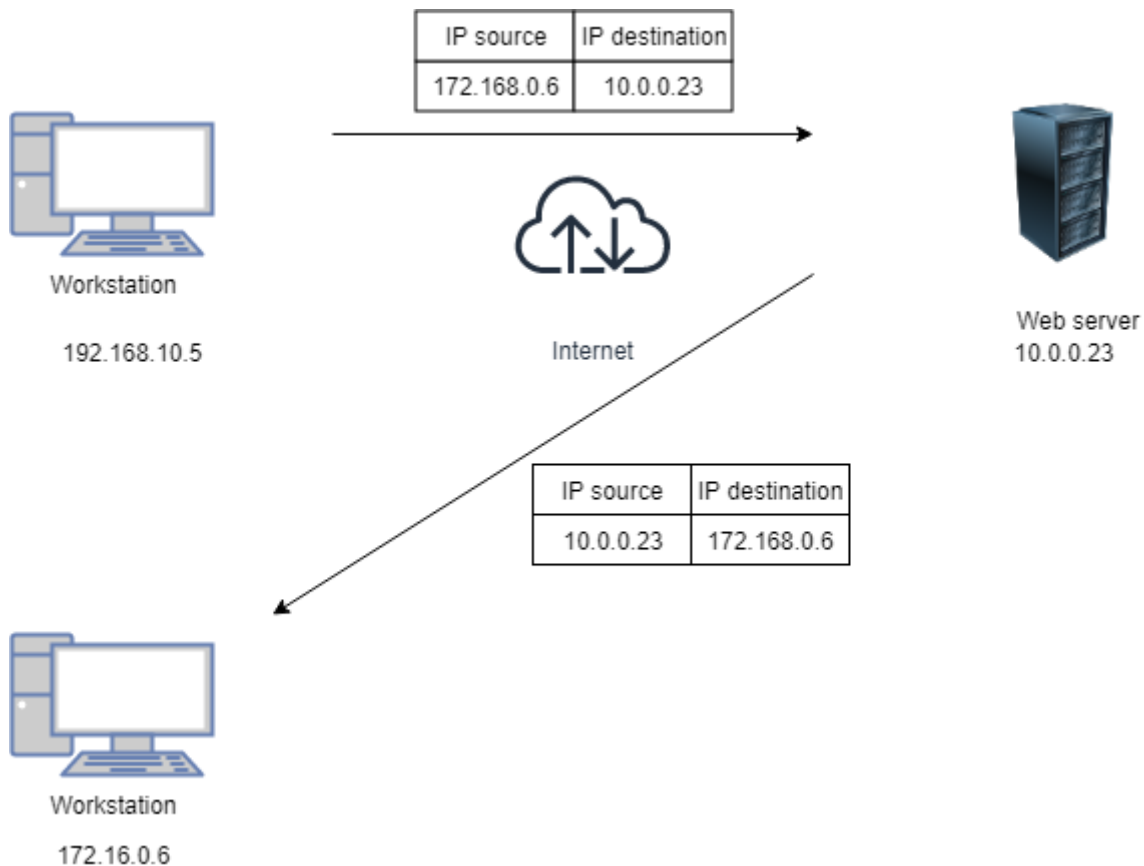 IP source IP destination
172.168.0.6 10.0.0.23
Workstation
192.168.10.5
Internet
Web server
10.0.0.23
IP source IP destination
10.0.0.23 172.168.0.6
Workstation
172.16.0.6